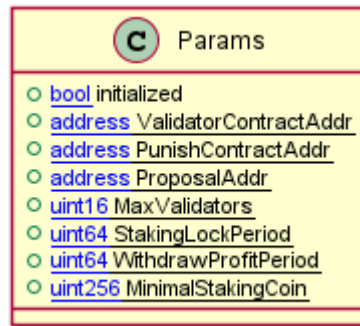 C Params
bool initialized
address ValidatorContractAddr
address PunishContractAddr
address ProposalAddr
uint16 MaxValidators
uint64 StakingLockPeriod
uint64 WithdrawProfitPeriod
uint256 MinimalStakingCoin